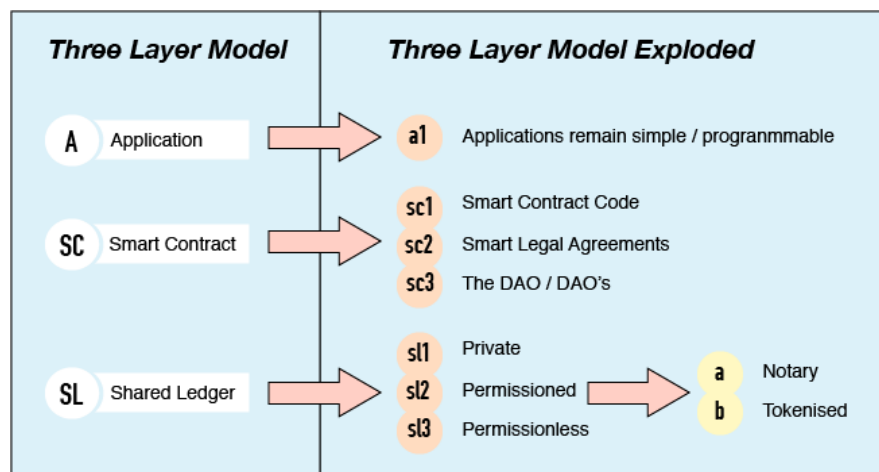 Three Layer Model
Three Layer Model Exploded
A Application
a1 Applications remain simple / progranmmable
SC Smart Contract
sc1 Smart Contract Code
sc2 Smart Legal Agreements
sc3 The DAO / DAO's
SL Shared Ledger
sl1 Private
sl2 Permissioned
sl3 Permissionless
a Notary
b Tokenised